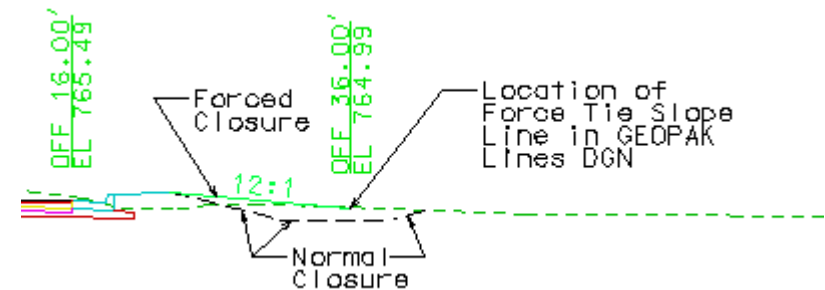 OFF 16.00'
EL 765.49
Forced
Closure
OFF 36.00'
EL 764.99
Location of
Force Tie Slope
Line in GEOPAK
Lines DGN
12:1
Normal
Closure